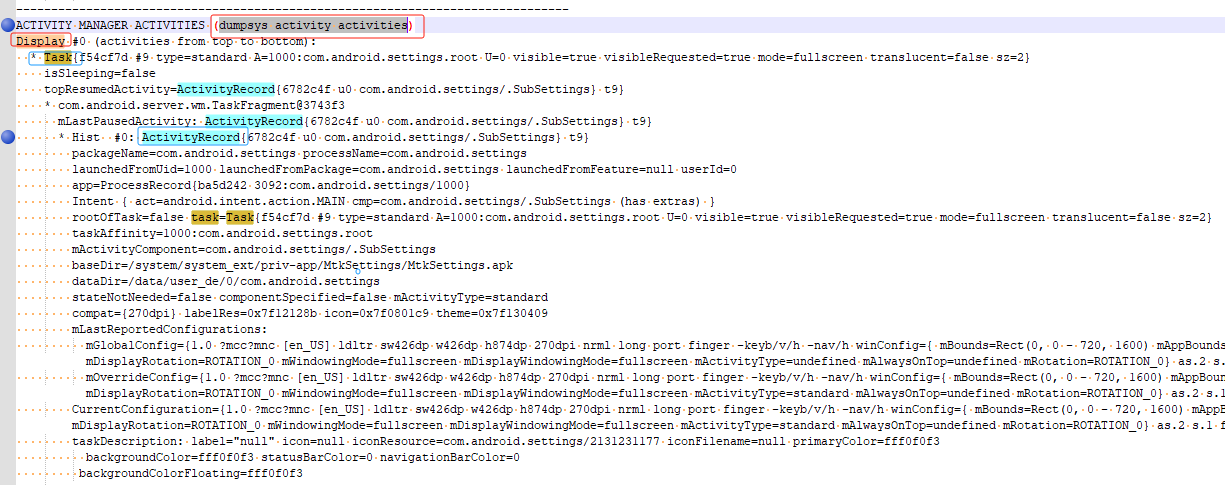 -----------------------------------------------------------------------------
ACTIVITY MANAGER ACTIVITIES (dumpsys activity activities)
Display #0 (activities from top to bottom):
* Task{f54cf7d #9 type=standard A=1000:com.android.settings.root U=0 visible=true visibleRequested=true mode=fullscreen translucent=false sz=2}
isSleeping=false
topResumedActivity=ActivityRecord{6782c4f u0 com.android.settings/.SubSettings} t9}
* com.android.server.wm.TaskFragment@3743f3
mLastPausedActivity: ActivityRecord{6782c4f u0 com.android.settings/.SubSettings} t9}
* Hist #0: ActivityRecord{6782c4f u0 com.android.settings/.SubSettings} t9}
packageName=com.android.settings processName=com.android.settings
launchedFromUid=1000 launchedFromPackage=com.android.settings launchedFromFeature=null userId=0
app=ProcessRecord{ba5d242 3092:com.android.settings/1000}
Intent { act=android.intent.action.MAIN cmp=com.android.settings/.SubSettings (has extras) }
rootOfTask=false task=Task{f54cf7d #9 type=standard A=1000:com.android.settings.root U=0 visible=true visibleRequested=true mode=fullscreen translucent=false sz=2}
taskAffinity=1000:com.android.settings.root
mActivityComponent=com.android.settings/.SubSettings
baseDir=/system/system_ext/priv-app/MtkSettings/MtkSettings.apk
dataDir=/data/user_de/0/com.android.settings
stateNotNeeded=false componentSpecified=false mActivityType=standard
compat={270dpi} labelRes=0x7f12128b icon=0x7f0801c9 theme=0x7f130409
mLastReportedConfigurations:
mGlobalConfig={1.0 ?mcc?mnc [en_US] ldltr sw426dp w426dp h874dp 270dpi nrml long port finger -keyb/v/h -nav/h winConfig={ mBounds=Rect(0, 0 - 720, 1600) mAppBounds
mDisplayRotation=ROTATION_0 mWindowingMode=fullscreen mDisplayWindowingMode=fullscreen mActivityType=undefined mAlwaysOnTop=undefined mRotation=ROTATION_0} as.2 s.1
mOverrideConfig={1.0 ?mcc?mnc [en_US] ldltr sw426dp w426dp h874dp 270dpi nrml long port finger -keyb/v/h -nav/h winConfig={ mBounds=Rect(0, 0 - 720, 1600) mAppBoun
mDisplayRotation=ROTATION_0 mWindowingMode=fullscreen mDisplayWindowingMode=fullscreen mActivityType=standard mAlwaysOnTop=undefined mRotation=ROTATION_0} as.2 s.1
CurrentConfiguration={1.0 ?mcc?mnc [en_US] ldltr sw426dp w426dp h874dp 270dpi nrml long port finger -keyb/v/h -nav/h winConfig={ mBounds=Rect(0, 0 - 720, 1600) mAppB
mDisplayRotation=ROTATION_0 mWindowingMode=fullscreen mDisplayWindowingMode=fullscreen mActivityType=standard mAlwaysOnTop=undefined mRotation=ROTATION_0} as.2 s.1 f
taskDescription: label="null" icon=null iconResource=com.android.settings/2131231177 iconFilename=null primaryColor=fff0f0f3
backgroundColor=fff0f0f3 statusBarColor=0 navigationBarColor=0
backgroundColorFloating=fff0f0f3